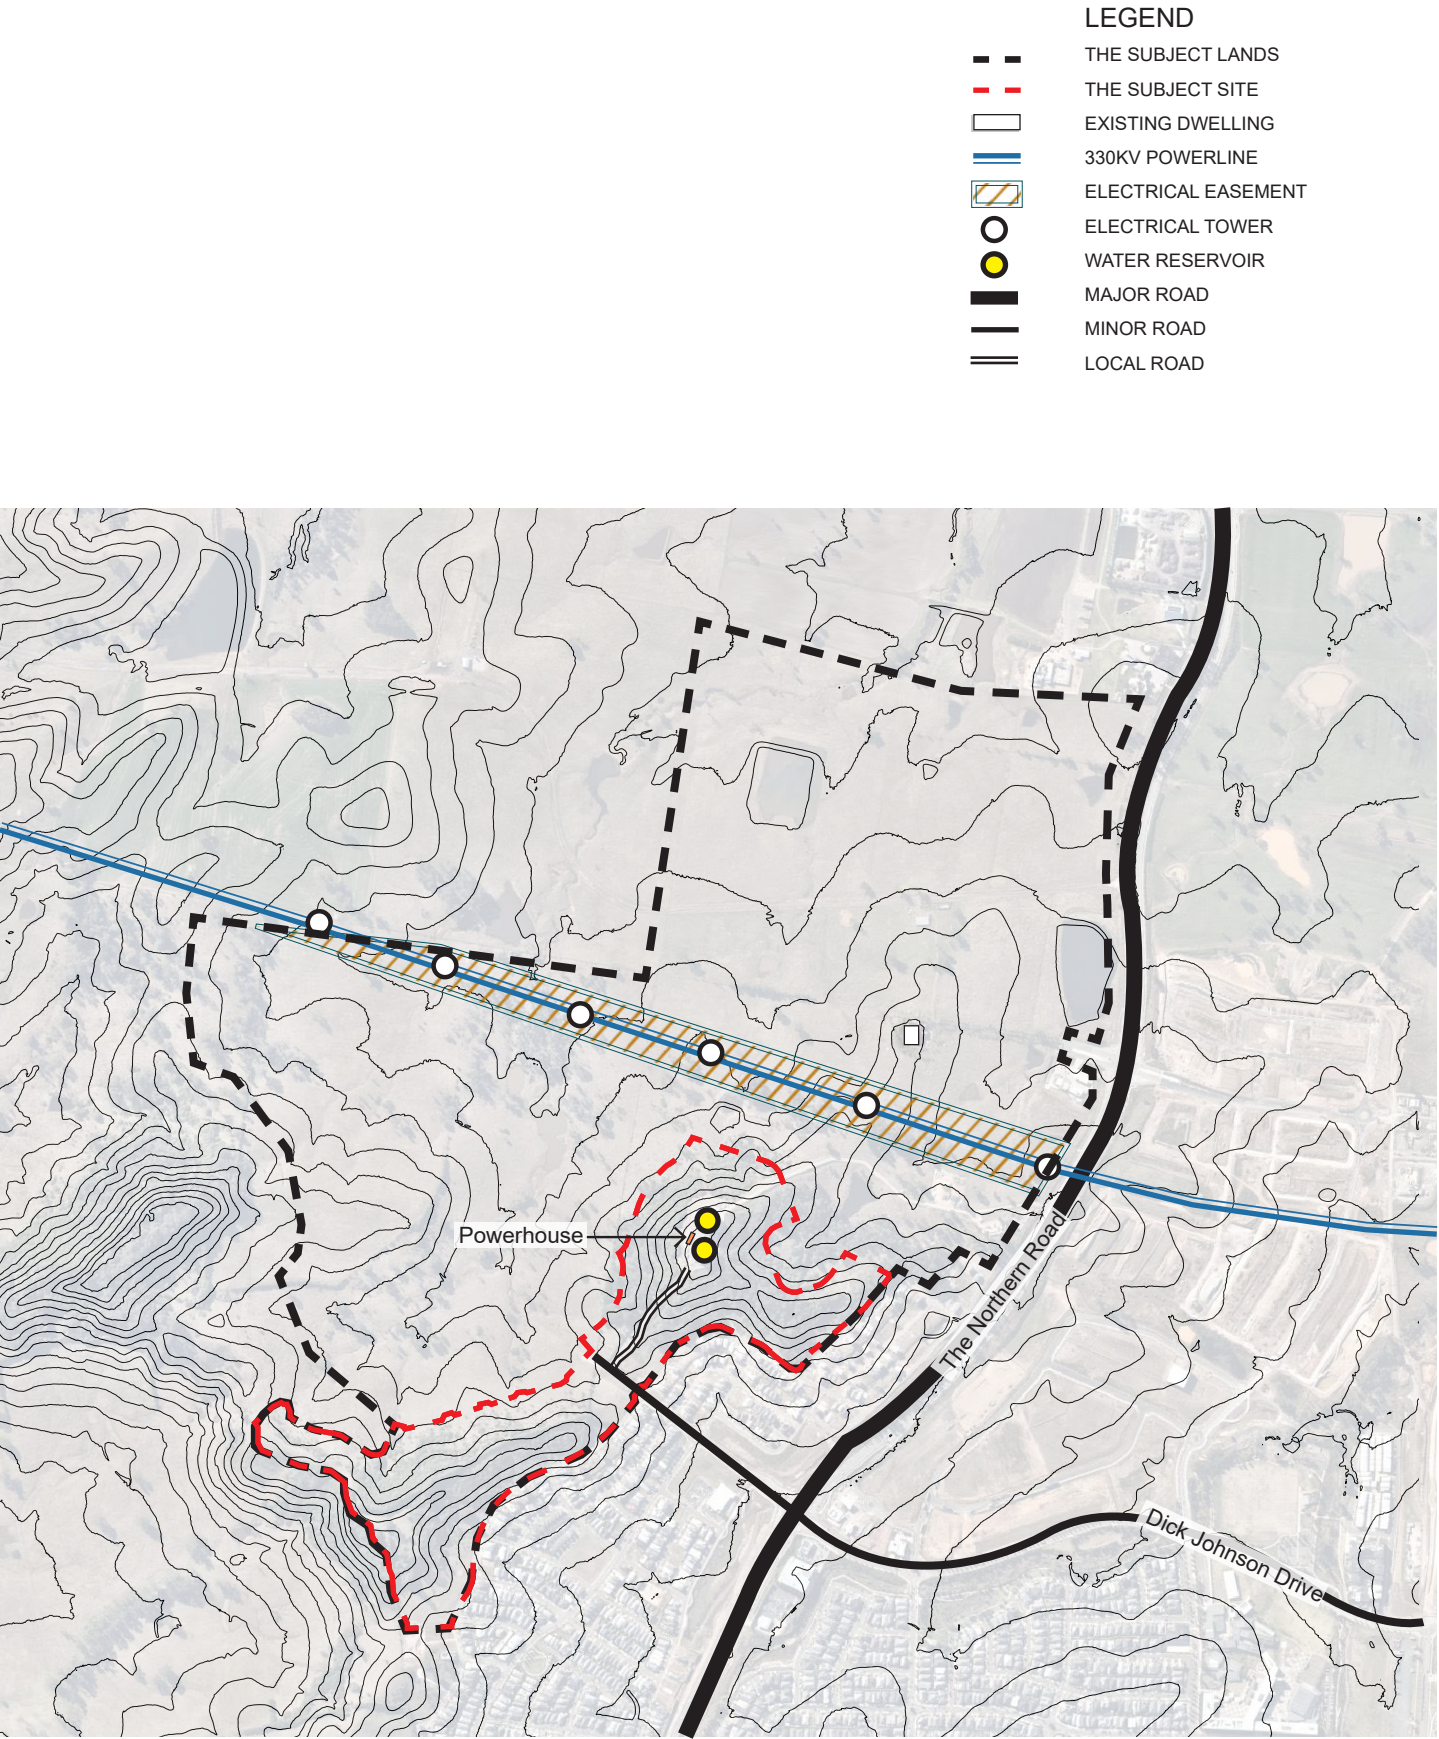 LEGEND
THE SUBJECT LANDS
THE SUBJECT SITE
EXISTING DWELLING
330KV POWERLINE
ELECTRICAL EASEMENT
ELECTRICAL TOWER
WATER RESERVOIR
MAJOR ROAD
MINOR ROAD
LOCAL ROAD
Powerhouse
The Northern Road
Dick Johnson Drive